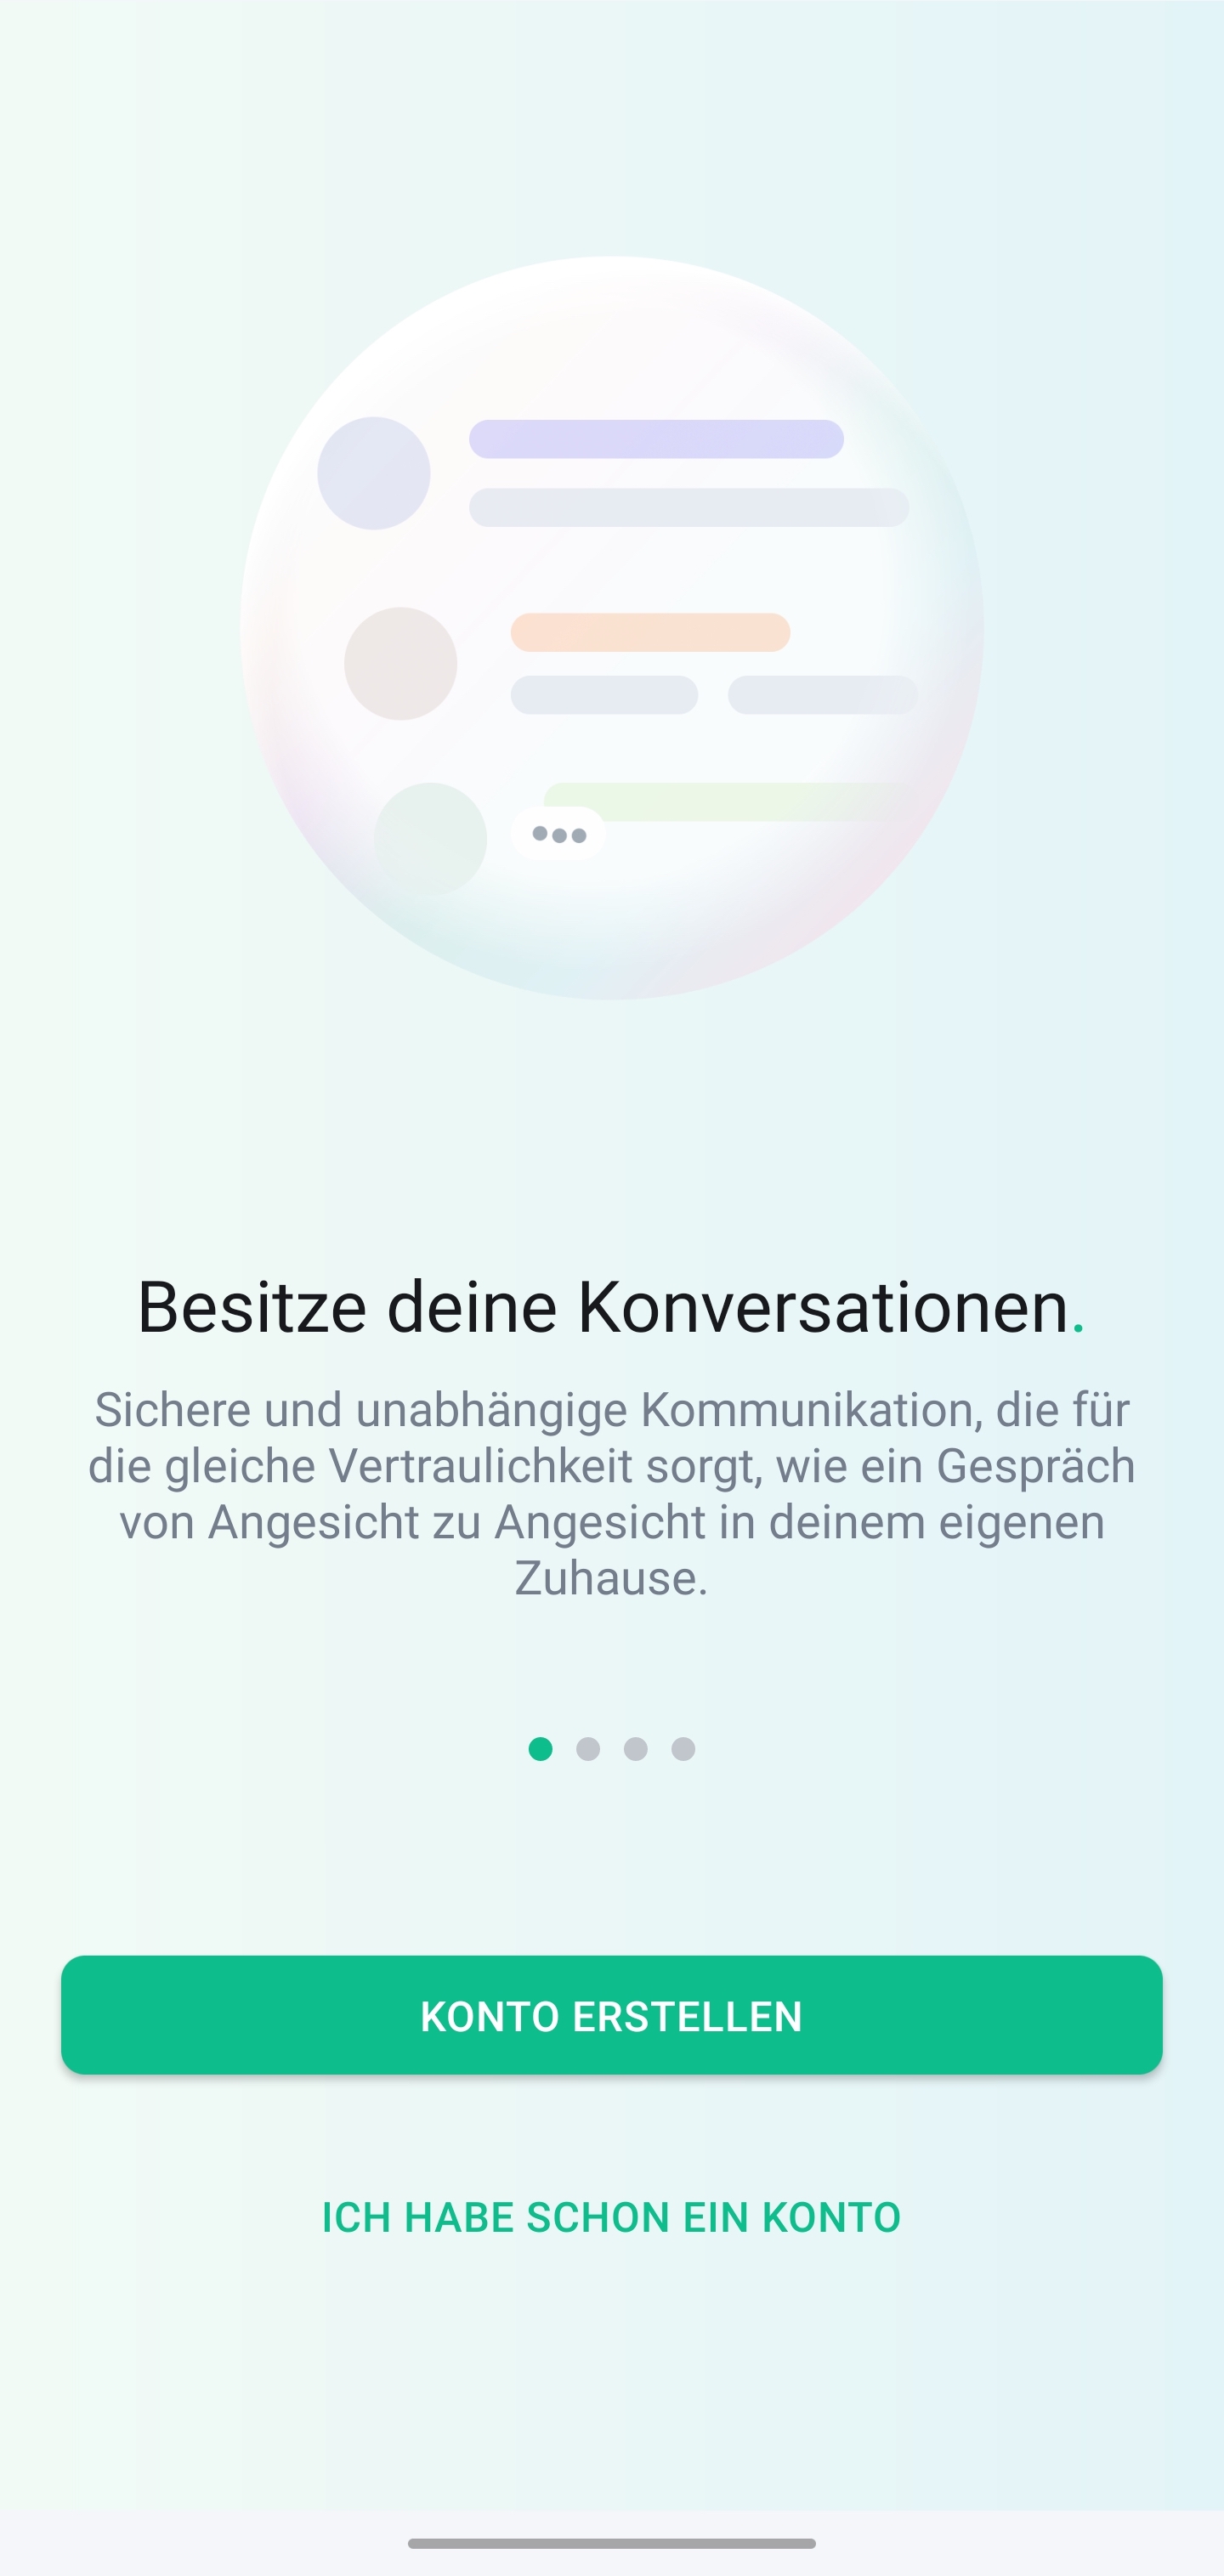 Besitze deine Konversationen.
Sichere und unabhängige Kommunikation, die für
die gleiche Vertraulichkeit sorgt, wie ein Gespräch
von Angesicht zu Angesicht in deinem eigenen
Zuhause.
KONTO ERSTELLEN
ICH HABE SCHON EIN KONTO